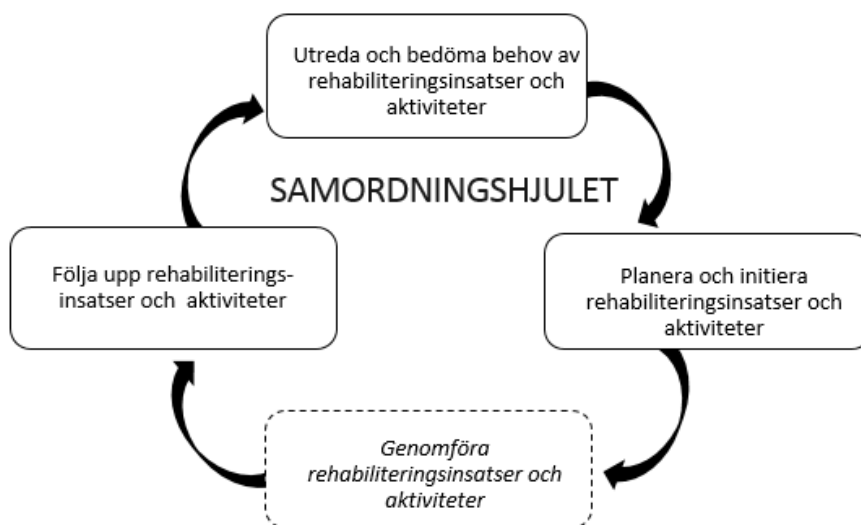 Utreda och bedöma behov av
rehabiliteringsinsatser och
aktiviteter
SAMORDNINGSHJULET
Planera och initiera
rehabiliteringsinsatser och
aktiviteter
Genomföra
rehabiliteringsinsatser och
aktiviteter
Följa upp rehabiliterings-
insatser och aktiviteter